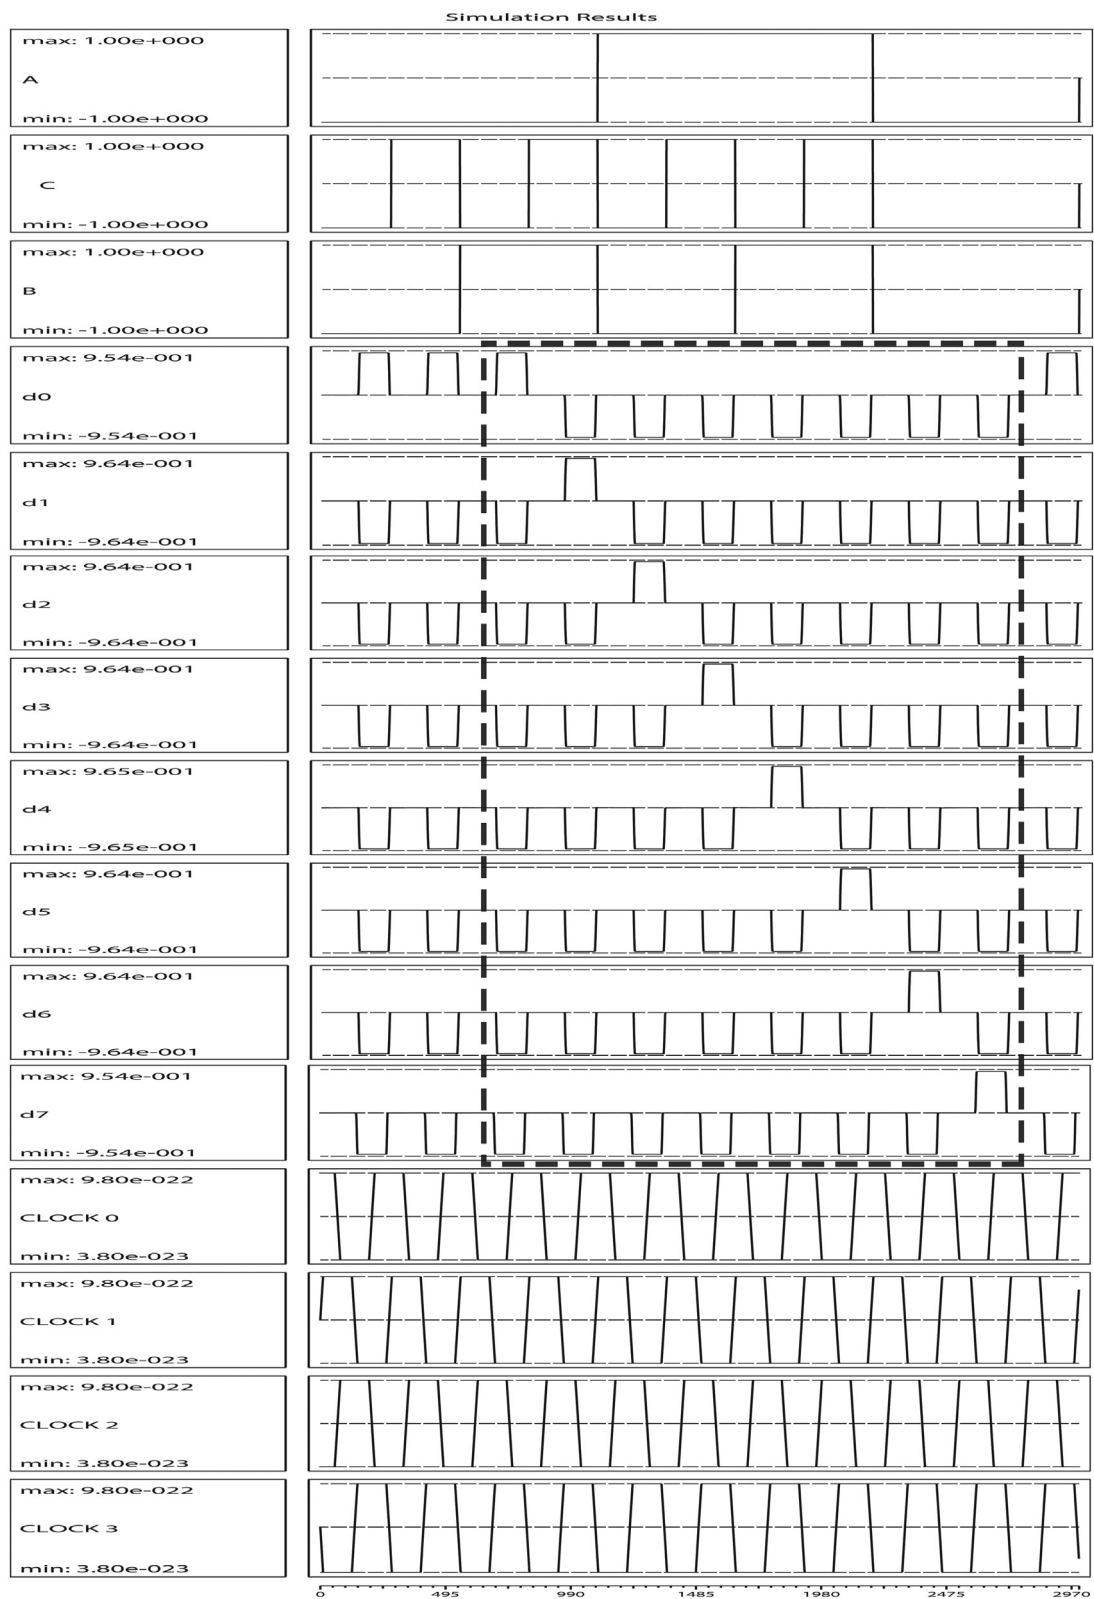 Simulation Results
max: 1.00e+000
A
min: -1.00e+000
max: 1.00e+000
C
min: -1.00e+000
max: 1.00e+000
B
min: -1.00e+000
max: 9.54e-001
d0
min: -9.54e-001
max: 9.64e-001
d1
min: -9.64e-001
max: 9.64e-001
d2
min: -9.64e-001
max: 9.64e-001
d3
min: -9.64e-001
max: 9.65e-001
d4
min: -9.65e-001
max: 9.64e-001
d5
min: -9.64e-001
max: 9.64e-001
d6
min: -9.64e-001
max: 9.54e-001
d7
min: -9.54e-001
max: 9.80e-022
CLOCK 0
min: 3.80e-023
max: 9.80e-022
CLOCK 1
min: 3.80e-023
max: 9.80e-022
CLOCK 2
min: 3.80e-023
max: 9.80e-022
CLOCK 3
min: 3.80e-023
0 495 990 1485 1980 2475 2970